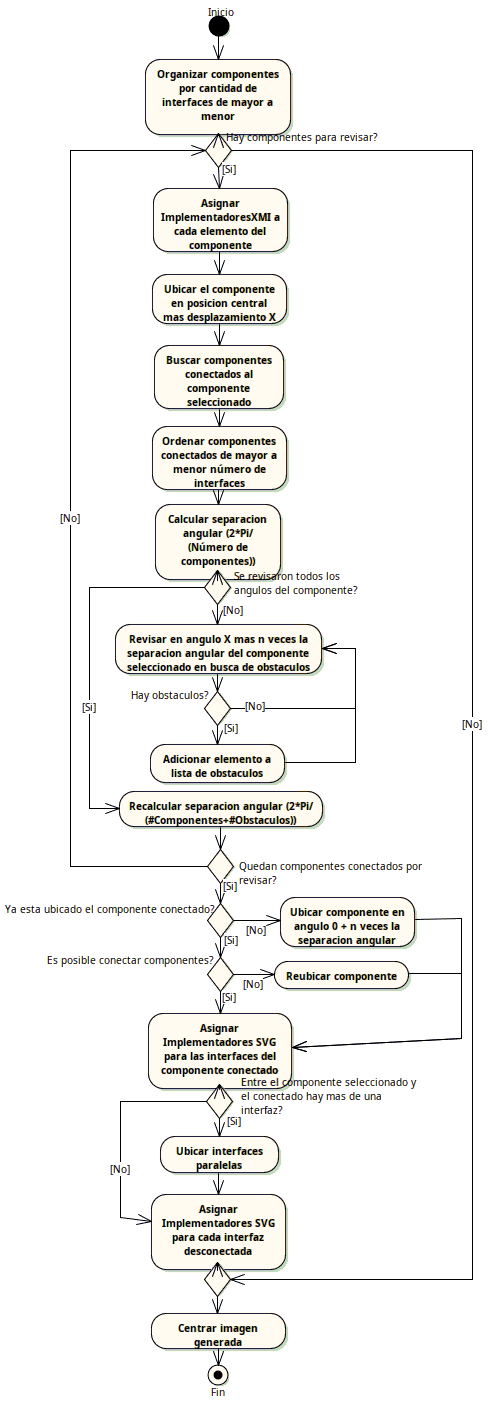 Inicio
Organizar componentes
por cantidad de
interfaces de mayor a
menor
Hay componentes para revisar?
[Si]
Asignar
ImplementadoresXMI a
cada elemento del
componente
Ubicar el componente
en posicion central
mas desplazamiento X
Buscar componentes
conectados al
componente
seleccionado
Ordenar componentes
conectados de mayor a
menor número de
interfaces
[No]
Calcular separacion
angular (2*Pi/
(Número de
componentes))
Se revisaron todos los
angulos del componente?
[No]
Revisar en angulo X mas n veces la
separacion angular del componente
seleccionado en busca de obstaculos
Hay obstaculos?
[No]
[Si]
[No]
[Si]
Adicionar elemento a
lista de obstaculos
Recalcular separacion angular (2*Pi/
(#Componentes+#Obstaculos))
Quedan componentes conectados por
revisar?
[Si]
Ya esta ubicado el componente conectado?
[No]
Ubicar componente en
angulo 0 + n veces la
separacion angular
[Si]
Es posible conectar componentes?
[No]
Reubicar componente
[Si]
Asignar
Implementadores SVG
para las interfaces del
componente conectado
Entre el componente seleccionado y
el conectado hay mas de una
interfaz?
[Si]
[No]
Ubicar interfaces
paralelas
Asignar
Implementadores SVG
para cada interfaz
desconectada
Centrar imagen
generada
Fin